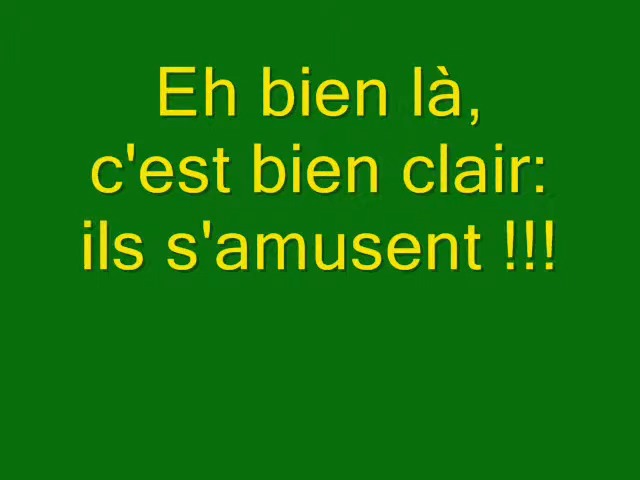 Eh bien là,
c'est bien clair:
ils s'amusent !!!